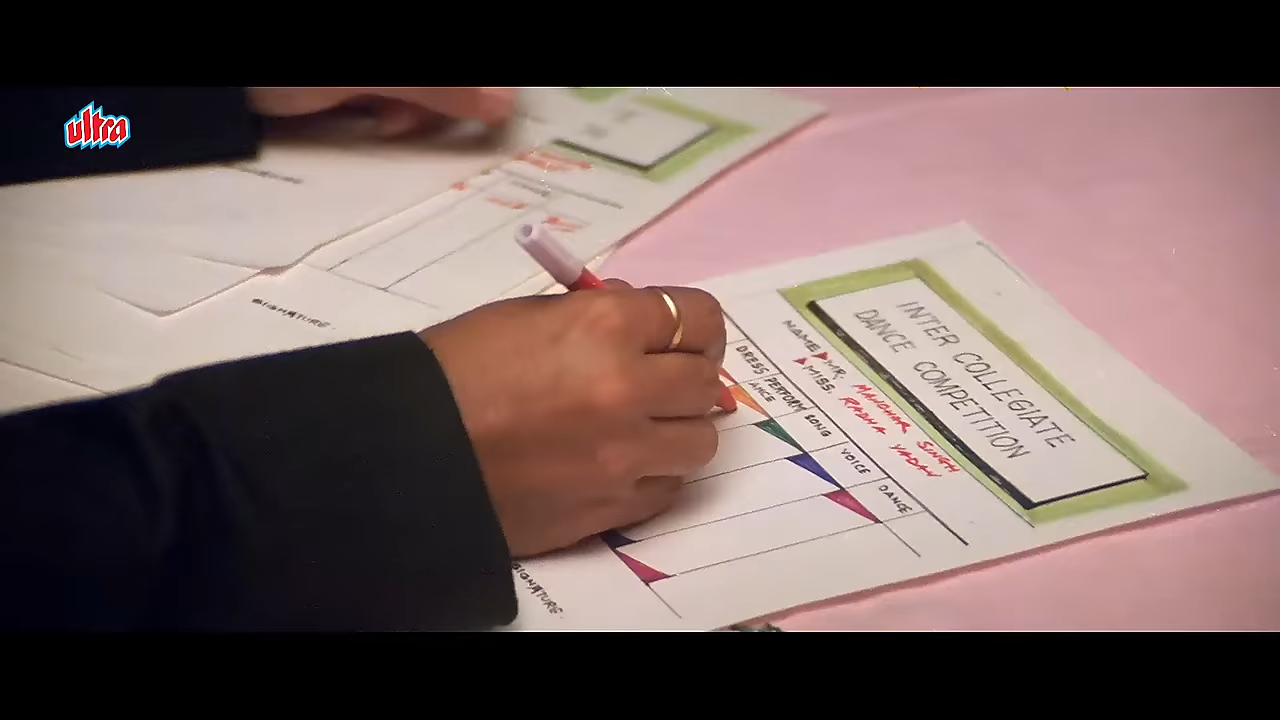 ultra
INTER COLLEGIATE
DANCE COMPETITION
NAME MR. MANOHAR SINGH
MISS. RADHA YADAV
DRESS
PERFORM
ANCE
SONG
VOICE
DANCE
SIGNATURE.
SIGNATURE.